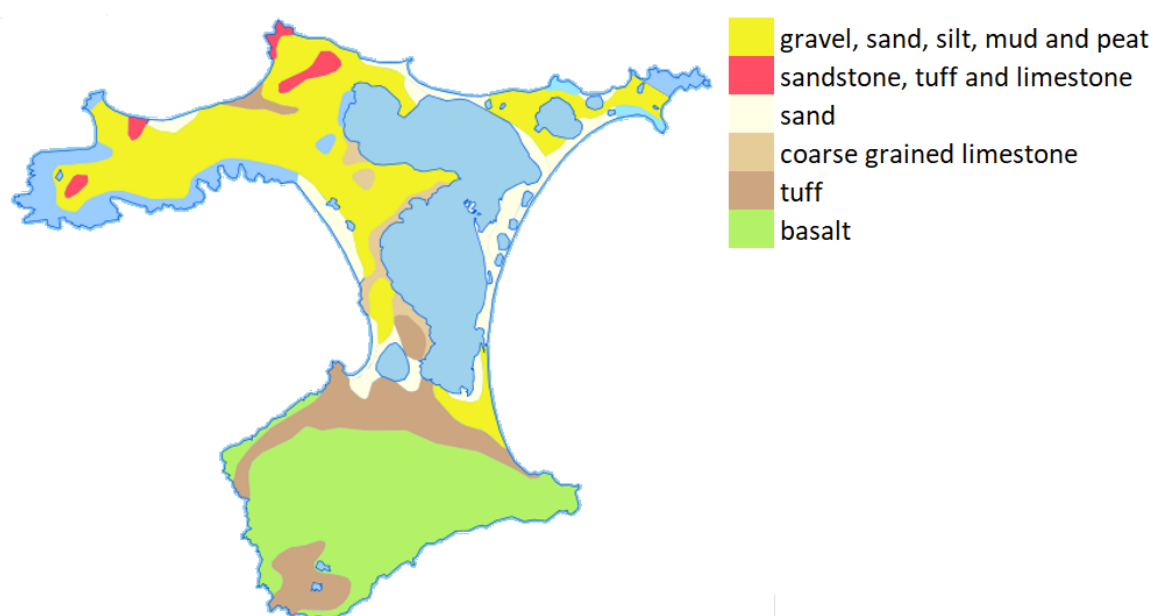 gravel, sand, silt, mud and peat
sandstone, tuff and limestone
sand
coarse grained limestone
tuff
basalt